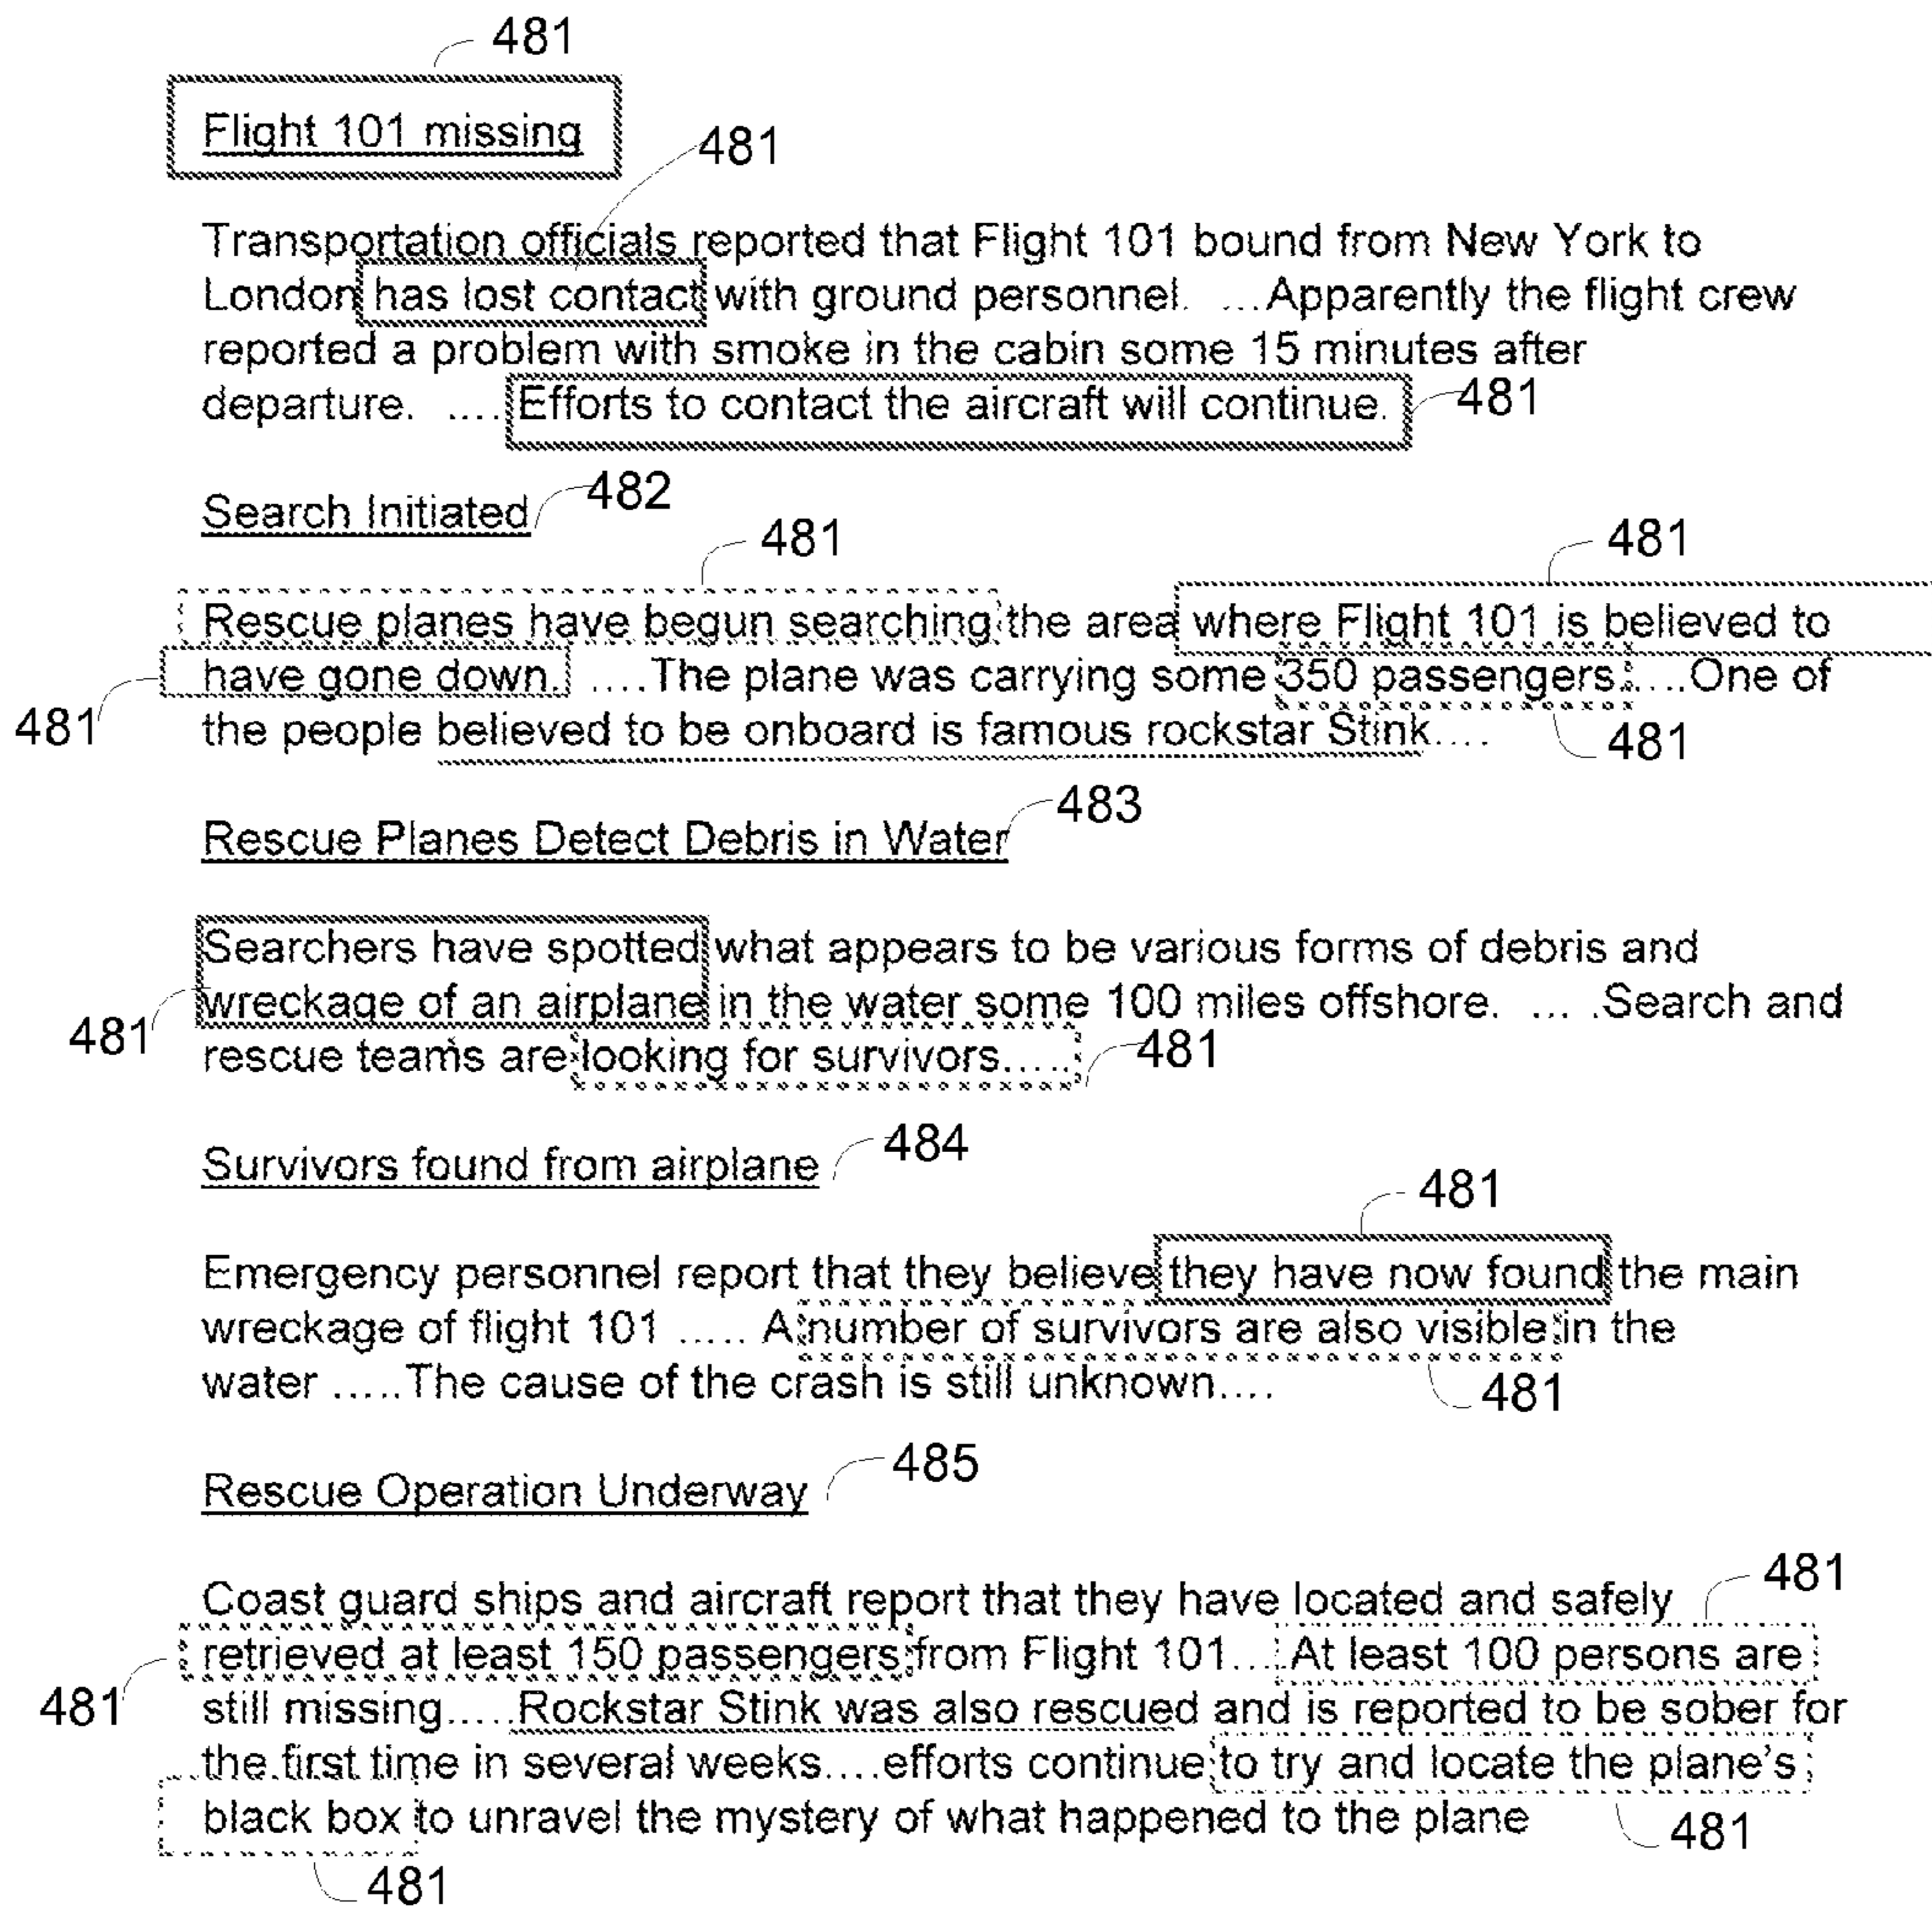 481
Flight 101 missing
481
Transportation officials reported that Flight 101 bound from New York to
London has lost contact with ground personnel. ...Apparently the flight crew
reported a problem with smoke in the cabin some 15 minutes after
departure. ....Efforts to contact the aircraft will continue. 481
Search Initiated 482
481 481
Rescue planes have begun searching the area where Flight 101 is believed to
have gone down. ....The plane was carrying some 350 passengers.....One of
481
the people believed to be onboard is famous rockstar Stink....
481
Rescue Planes Detect Debris in Water 483
Searchers have spotted what appears to be various forms of debris and
wreckage of an airplane in the water some 100 miles offshore. ... .Search and
481
rescue teams are looking for survivors..... 481
Survivors found from airplane 484
481
Emergency personnel report that they believe they have now found the main
wreckage of flight 101 ..... A number of survivors are also visible in the
water .....The cause of the crash is still unknown....
481
Rescue Operation Underway 485
481
Coast guard ships and aircraft report that they have located and safely
retrieved at least 150 passengers from Flight 101....At least 100 persons are
481
still missing.....Rockstar Stink was also rescued and is reported to be sober for
the first time in several weeks....efforts continue to try and locate the plane's
black box to unravel the mystery of what happened to the plane
481
481